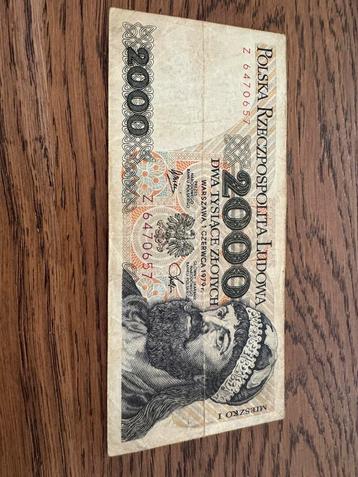 POLSKA RZECZPOSPOLITA LUDOWA
Z 6470657
2000
2000
DWA TYSIĄCE ZŁOTYCH
WARSZAWA 1 CZERWCA 1979 r.
Z 6470657
MIESZKO I